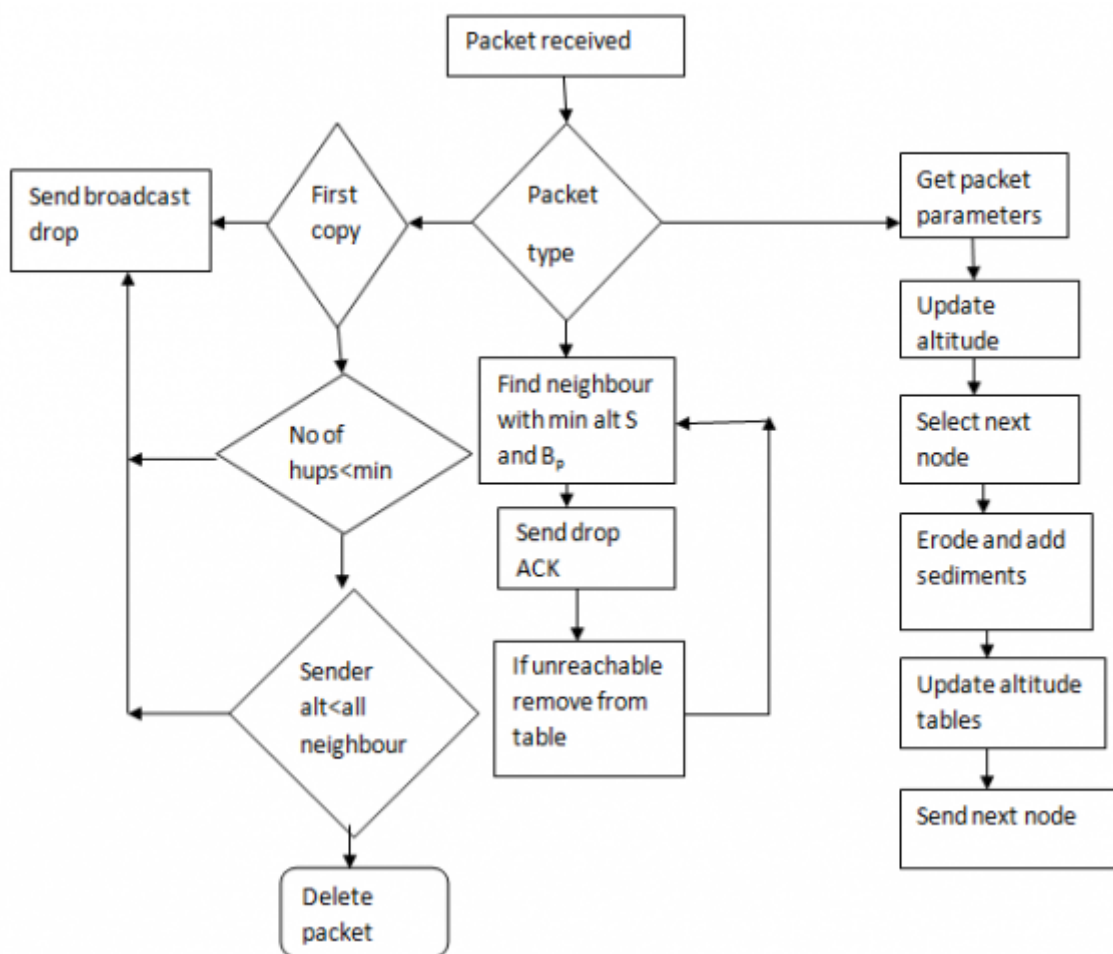 Packet received
Send broadcast
drop
First
copy
Packet
type
Get packet
parameters
Update
altitude
No of
hups<min
Find neighbour
with min alt S
and Bₚ
Select next
node
Send drop
ACK
Erode and add
sediments
Sender
alt<all
neighbour
If unreachable
remove from
table
Update altitude
tables
Send next node
Delete
packet